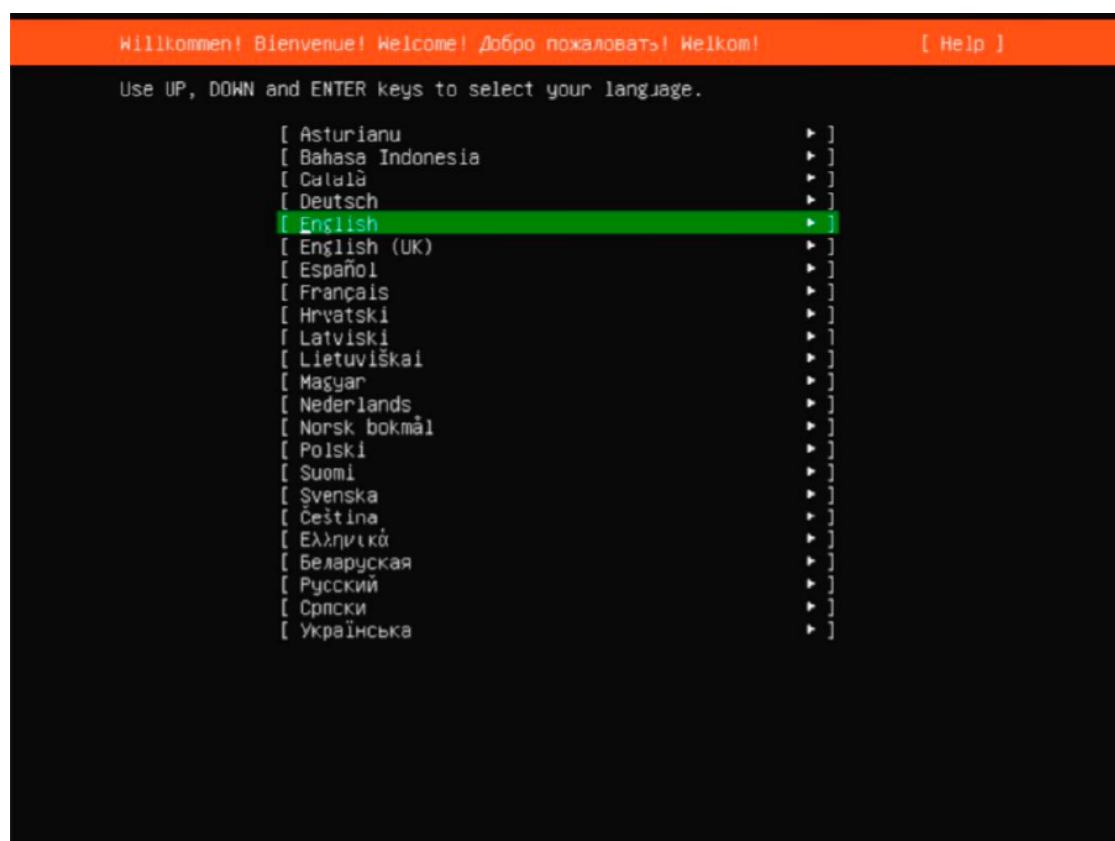 Willkommen! Bienvenue! Welcome! Добро пожаловать! Welkom! [ Help ]
Use UP, DOWN and ENTER keys to select your language.
[ Asturianu ► ]
[ Bahasa Indonesia ► ]
[ Català ► ]
[ Deutsch ► ]
[ English ► ]
[ English (UK) ► ]
[ Español ► ]
[ Français ► ]
[ Hrvatski ► ]
[ Latviski ► ]
[ Lietuviškai ► ]
[ Magyar ► ]
[ Nederlands ► ]
[ Norsk bokmål ► ]
[ Polski ► ]
[ Suomi ► ]
[ Svenska ► ]
[ Čeština ► ]
[ Ελληνικά ► ]
[ Беларуская ► ]
[ Русский ► ]
[ Српски ► ]
[ Українська ► ]